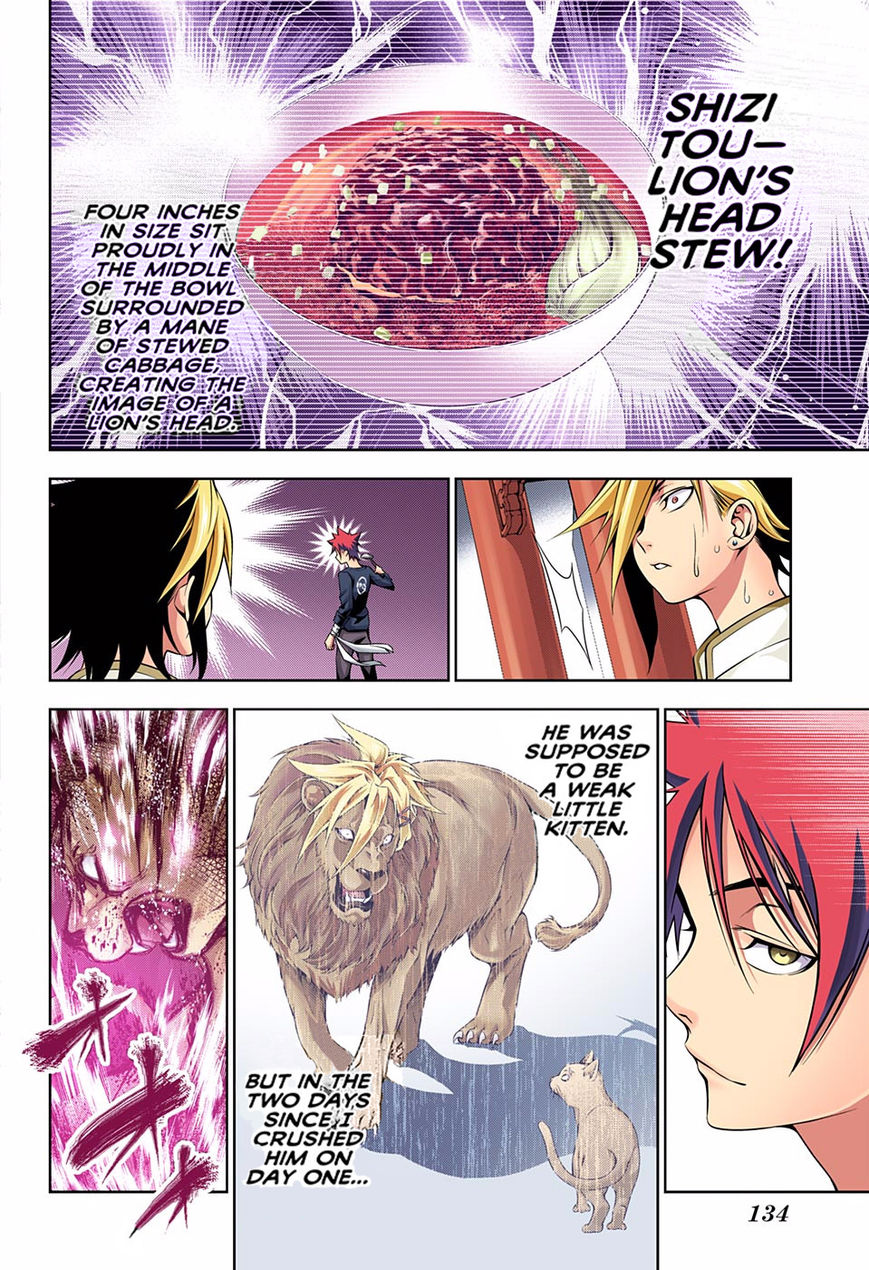 SHIZI
TOU—
LION'S
HEAD
STEW!
FOUR INCHES
IN SIZE SIT
PROUDLY IN
THE MIDDLE
OF THE BOWL
SURROUNDED
BY A MANE
OF STEWED
CABBAGE,
CREATING THE
IMAGE OF A
LION'S HEAD.
HE WAS
SUPPOSED
TO BE
A WEAK
LITTLE
KITTEN.
BUT IN THE
TWO DAYS
SINCE I
CRUSHED
HIM ON
DAY ONE...
オオオ
134